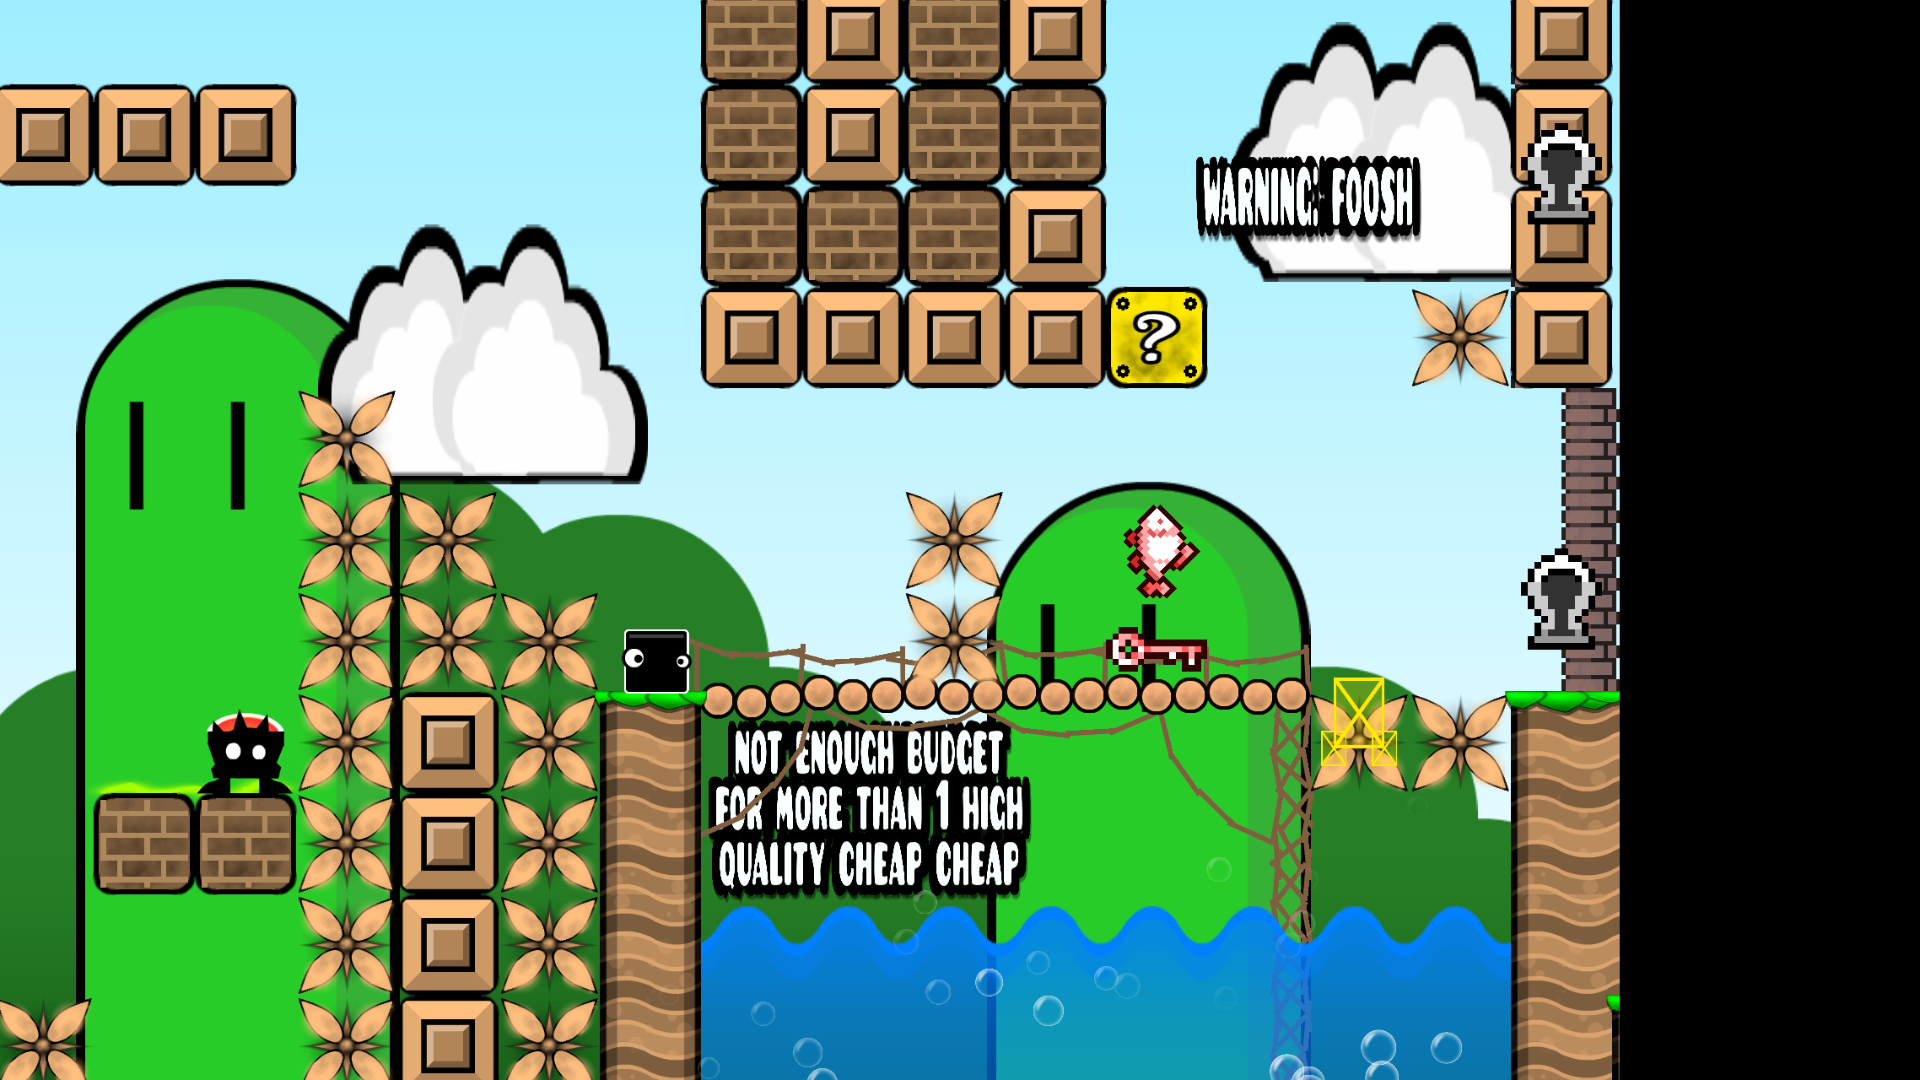 WARNING: FOOSH
?
NOT ENOUGH BUDGET
FOR MORE THAN 1 HIGH
QUALITY CHEAP CHEAP